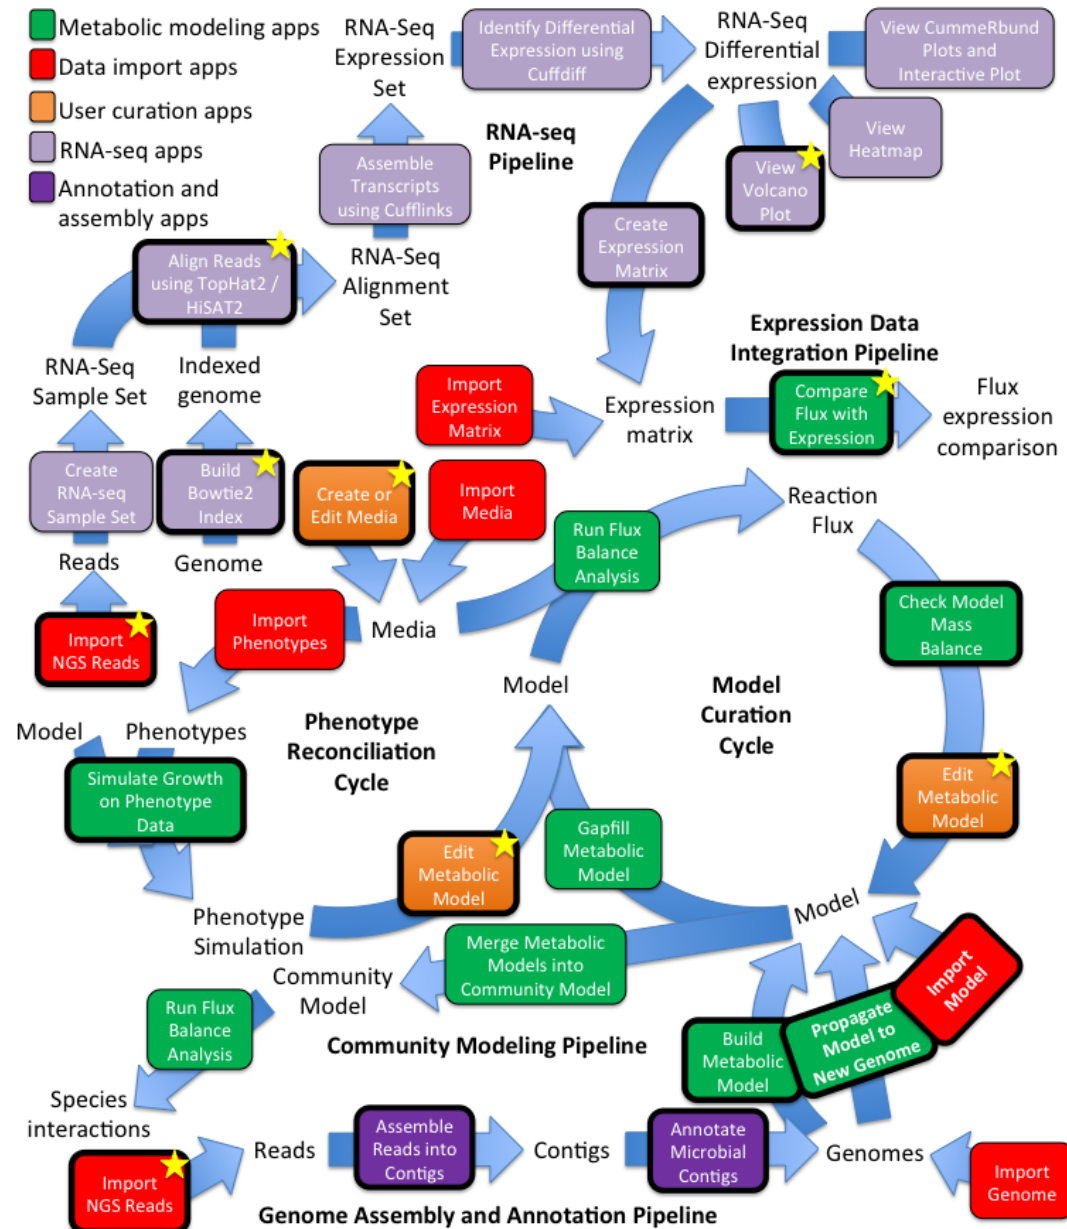 Metabolic modeling apps
Data import apps
User curation apps
RNA-seq apps
Annotation and
assembly apps
RNA-Seq
Expression
Set
Identify Differential
Expression using
Cuffdiff
RNA-Seq
Differential
expression
View CummeRbund
Plots and
Interactive Plot
View
Heatmap
View
Volcano
Plot
RNA-seq
Pipeline
Assemble
Transcripts
using Cufflinks
Create
Expression
Matrix
Align Reads
using TopHat2 /
HiSAT2
RNA-Seq
Alignment
Set
RNA-Seq
Sample Set
Indexed
genome
Expression Data
Integration Pipeline
Import
Expression
Matrix
Expression
matrix
Compare
Flux with
Expression
Flux
expression
comparison
Create
RNA-seq
Sample Set
Build
Bowtie2
Index
Create or
Edit Media
Import
Media
Run Flux
Balance
Analysis
Reaction
Flux
Reads
Genome
Import
NGS Reads
Import
Phenotypes
Media
Check Model
Mass
Balance
Model
Model
Phenotypes
Phenotype
Reconciliation
Cycle
Model
Curation
Cycle
Simulate Growth
on Phenotype
Data
Edit
Metabolic
Model
Edit
Metabolic
Model
Gapfill
Metabolic
Model
Phenotype
Simulation
Model
Merge Metabolic
Models into
Community Model
Community
Model
Import
Model
Propagate
Model to
New Genome
Build
Metabolic
Model
Run Flux
Balance
Analysis
Community Modeling Pipeline
Species
interactions
Import
NGS Reads
Reads
Assemble
Reads into
Contigs
Contigs
Annotate
Microbial
Contigs
Genomes
Import
Genome
Genome Assembly and Annotation Pipeline